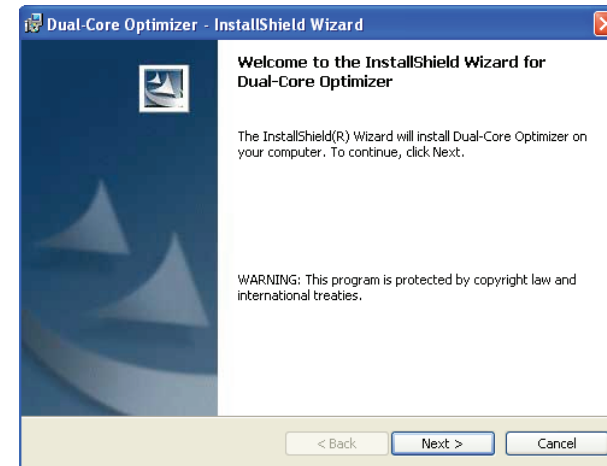 Dual-Core Optimizer - InstallShield Wizard
Welcome to the InstallShield Wizard for
Dual-Core Optimizer
The InstallShield(R) Wizard will install Dual-Core Optimizer on
your computer. To continue, click Next.
WARNING: This program is protected by copyright law and
international treaties.
< Back Next > Cancel